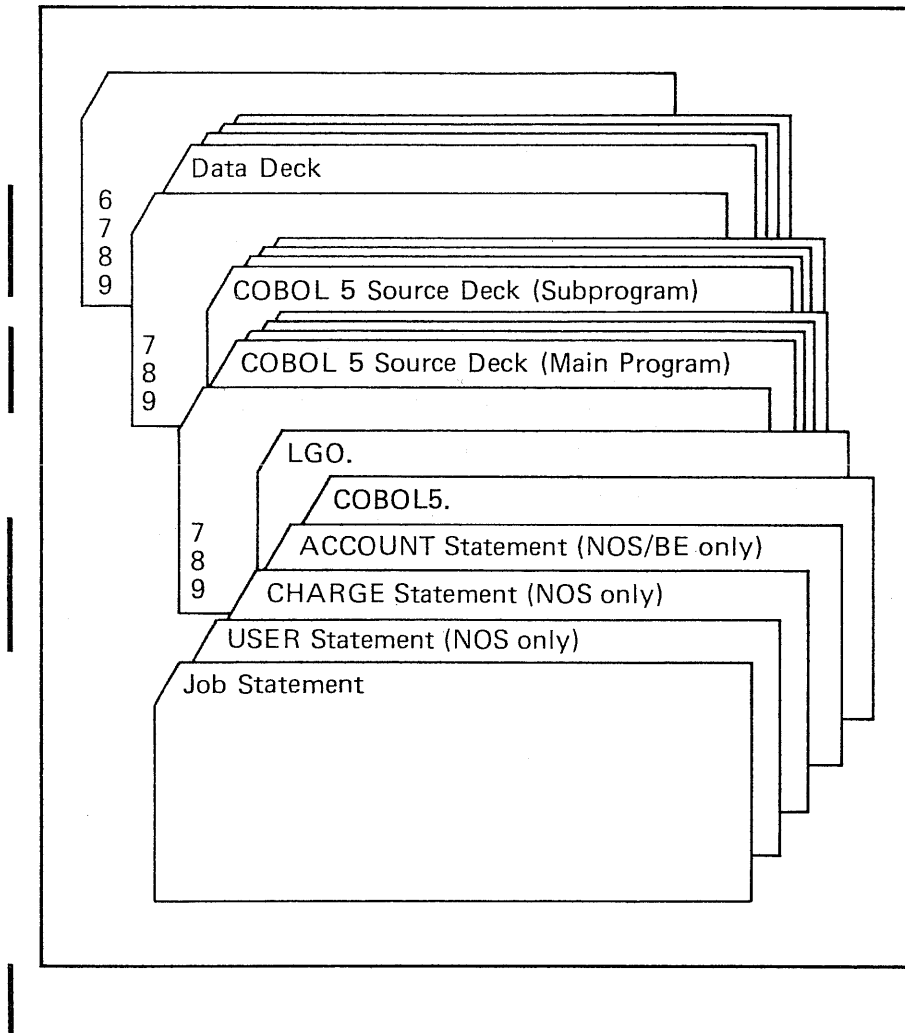 Data Deck
6
7
8
9
COBOL 5 Source Deck (Subprogram)
7
8
9
COBOL 5 Source Deck (Main Program)
LGO.
COBOL5.
7
8
9
ACCOUNT Statement (NOS/BE only)
CHARGE Statement (NOS only)
USER Statement (NOS only)
Job Statement